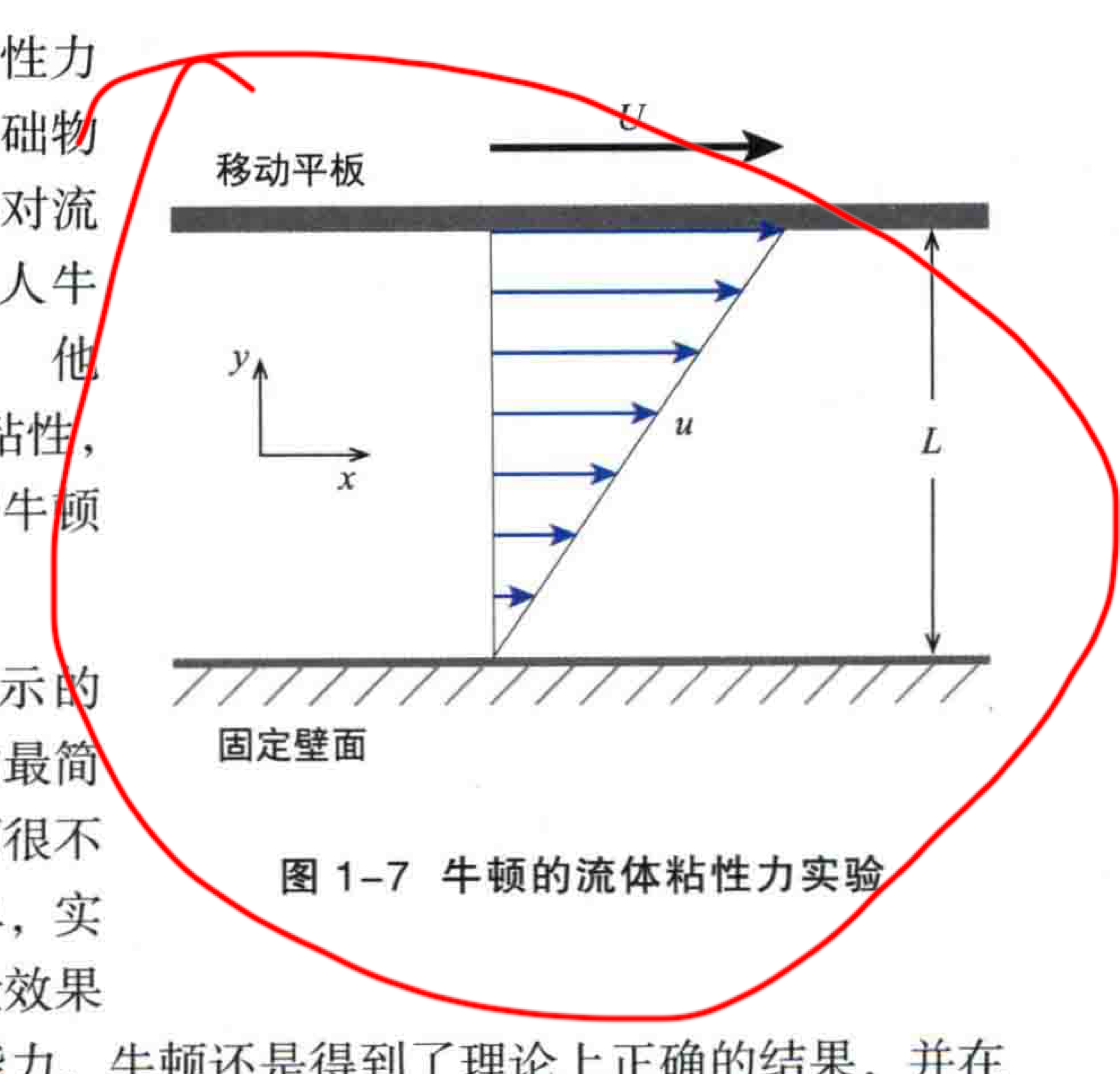 性力
础物
对流
人牛
他
粘性，
牛顿
示的
最简
很不
，实
效果
力，牛顿还是得到了理论上正确的结果，并在
U
移动平板
y
x
u
L
固定壁面
图 1-7 牛顿的流体粘性力实验